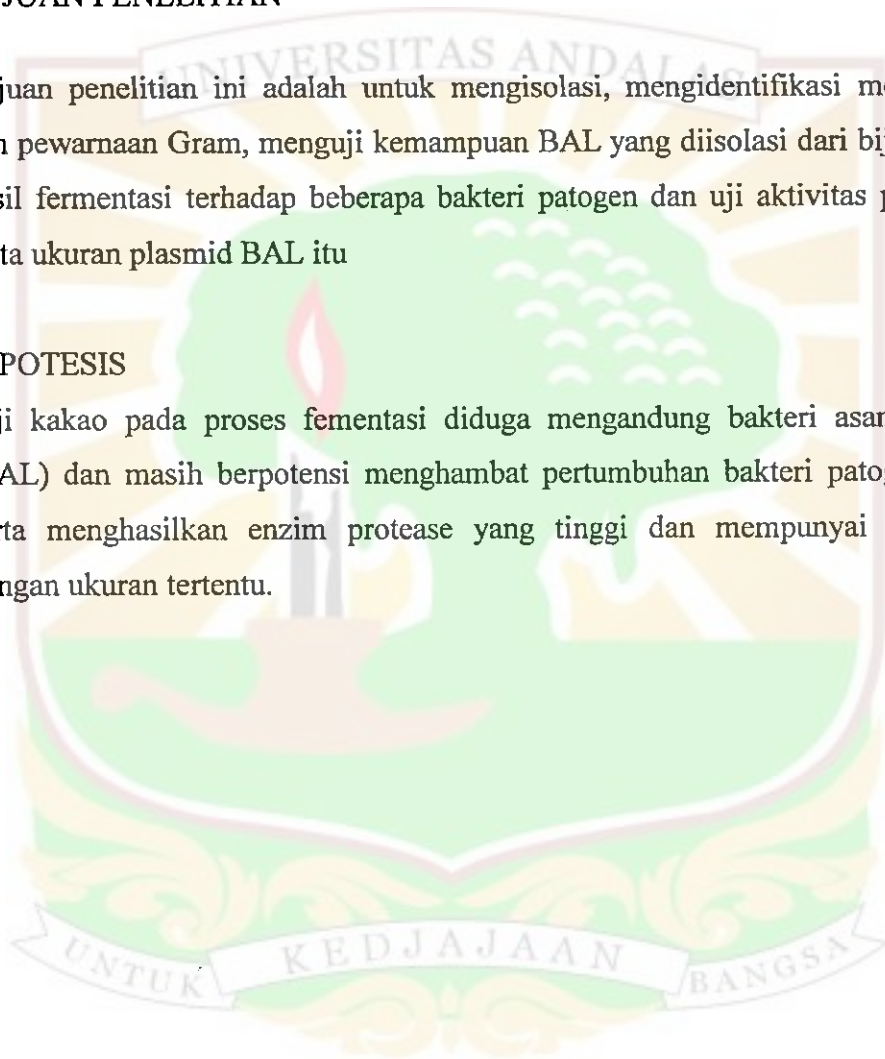 JUAN PENELITIAN
UNIVERSITAS ANDALAS
juan penelitian ini adalah untuk mengisolasi, mengidentifikasi
pewarnaan Gram, menguji kemampuan BAL yang diisolasi dari
sil fermentasi terhadap beberapa bakteri patogen dan uji aktivitas
ta ukuran plasmid BAL itu
POTESIS
ji kakao pada proses fementasi diduga mengandung bakteri asam
AL) dan masih berpotensi menghambat pertumbuhan bakteri
rta menghasilkan enzim protease yang tinggi dan mempunyai
ngan ukuran tertentu.
UNTUK KEDJAJAAN BANGSA